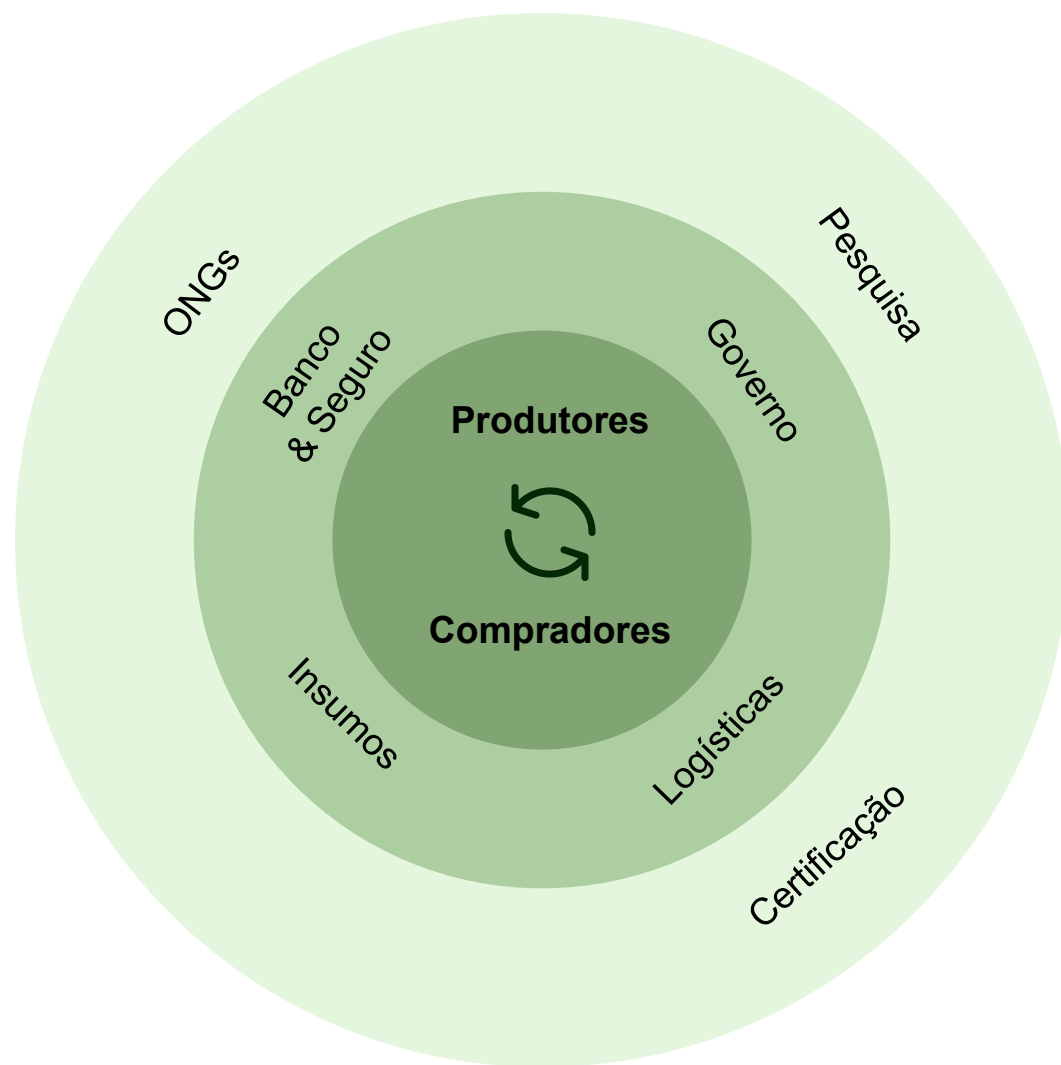 ONGs
Pesquisa
Banco
& Seguro
Governo
Produtores
Compradores
Insumos
Logísticas
Certificação